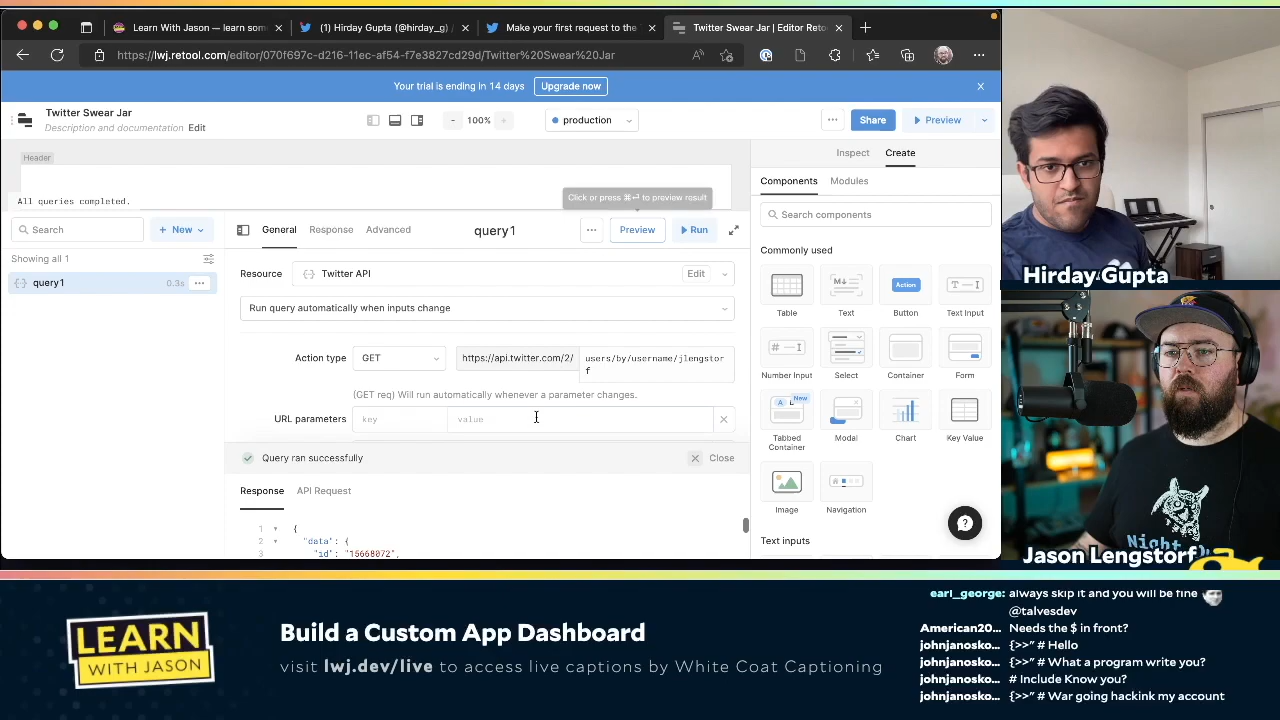 Learn With Jason — learn som
(1) Hirday Gupta (@hirday_g) /
Make your first request to the
Twitter Swear Jar | Editor Reto
https://lwj.retool.com/editor/070f697c-d216-11ec-af54-f7e3827cd29d/Twitter%20Swear%20Jar
Your trial is ending in 14 days
Upgrade now
Twitter Swear Jar
Description and documentation Edit
- 100% +
production
Share
Preview
Header
All queries completed.
Click or press ⌘⏎ to preview result
Search
+ New
General
Response
Advanced
query1
Preview
Run
Showing all 1
query1
0.3s
Resource
Twitter API
Edit
Run query automatically when inputs change
Action type
GET
https://api.twitter.com/2/
users/by/username/jlengstor
f
(GET req) Will run automatically whenever a parameter changes.
URL parameters
key
value
Query ran successfully
Close
Response
API Request
1 {
2 "data": {
3 "id": "15668072",
Inspect
Create
Components
Modules
Search components
Commonly used
M↓
Action
T
#
Table
Text
Button
Text Input
Number Input
Select
Container
Form
New
Tabbed
Container
Modal
Chart
Key Value
Image
Navigation
Text inputs
Hirday Gupta
Night
Jason Lengstorf
LEARN
WITH JASON
Build a Custom App Dashboard
visit lwj.dev/live to access live captions by White Coat Captioning
earl_george: always skip it and you will be fine
@talvesdev
American20... Needs the $ in front?
johnjanosko... {>>" # Hello
johnjanosko... {>>" # What a program write you?
johnjanosko... # Include Know you?
johnjanosko... {>>" # War going hackink my account